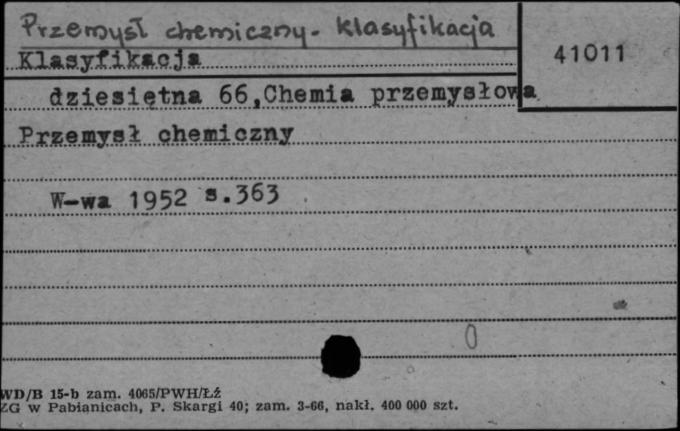 Przemysł chemiczny - klasyfikacja
41011
Klasyfikacja
dziesiętna 66,Chemia przemysłowa
Przemysł chemiczny
W-wa 1952 s.363
0
WD/B 15-b zam. 4065/PWH/Łź
ZG w Pabianicach, P. Skargi 40; zam. 3-66, nakł. 400 000 szt.